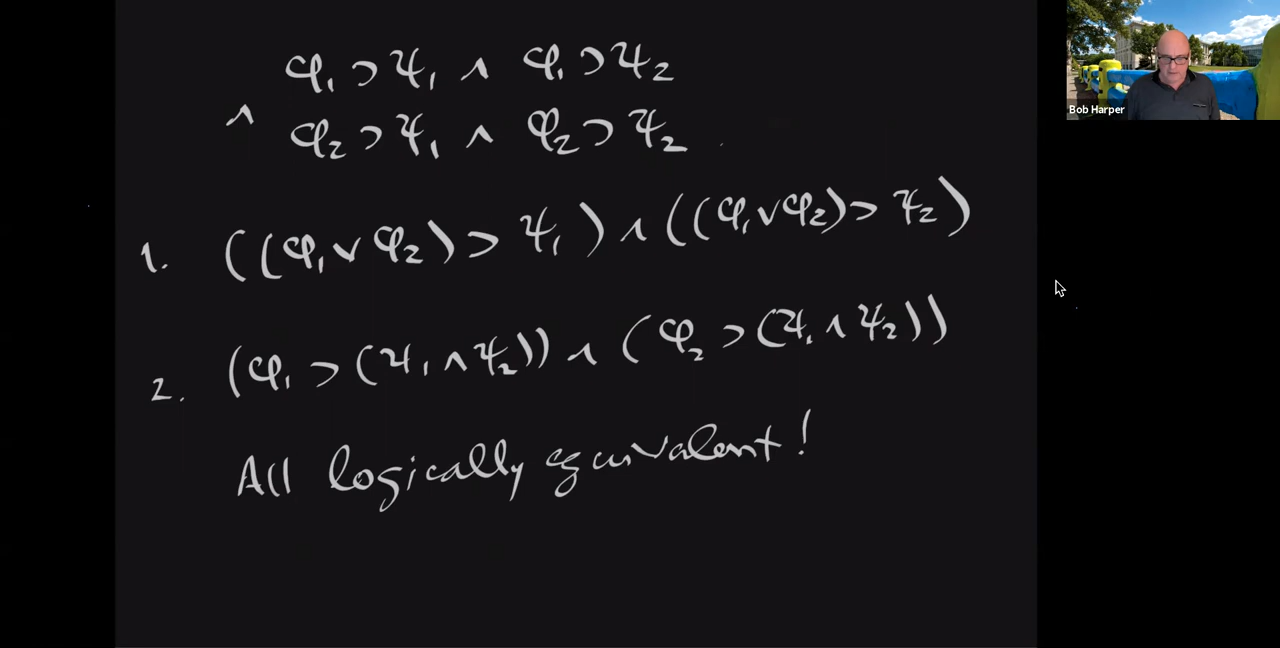 φ₁ ⊃ ψ₁ ∧ φ₁ ⊃ ψ₂
∧ φ₂ ⊃ ψ₁ ∧ φ₂ ⊃ ψ₂
1. ((φ₁ ∨ φ₂) ⊃ ψ₁) ∧ ((φ₁ ∨ φ₂) ⊃ ψ₂)
2. (φ₁ ⊃ (ψ₁ ∧ ψ₂)) ∧ (φ₂ ⊃ (ψ₁ ∧ ψ₂))
All logically equivalent!
Bob Harper